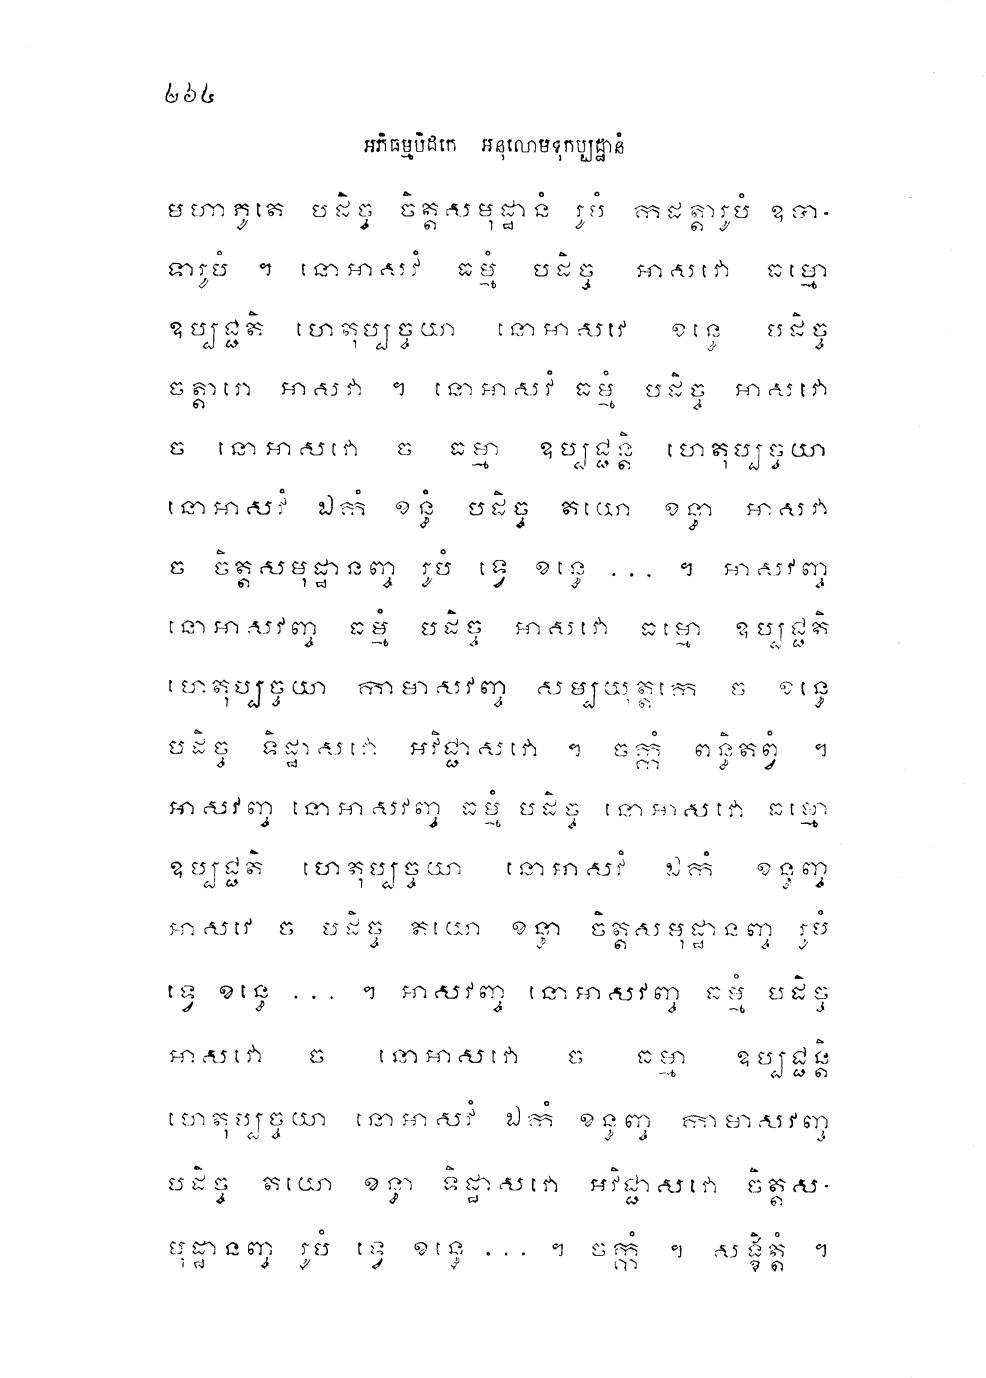 ២៦៤
អភិធម្មបិដកេ អនុលោមទុកប្បដ្ឋានំ
មហាភូតេ បដិច្ច ចិត្តសមុដ្ឋានំ រូបំ កដត្តារូបំ ឧបា-
ទារូបំ ។ នោអាសវំ ធម្មំ បដិច្ច អាសវោ ធម្មោ
ឧប្បជ្ជតិ ហេតុប្បច្ចយា នោអាសវេ ខន្ធេ បដិច្ច
ចត្តារោ អាសវា ។ នោអាសវំ ធម្មំ បដិច្ច អាសវោ
ច នោអាសវោ ច ធម្មា ឧប្បជ្ជន្តិ ហេតុប្បច្ចយា
នោអាសវំ ឯកំ ខន្ធំ បដិច្ច តយោ ខន្ធា អាសវា
ច ចិត្តសមុដ្ឋានញ្ច រូបំ ទ្វេ ខន្ធេ ... ។ អាសវញ្ច
នោអាសវញ្ច ធម្មំ បដិច្ច អាសវោ ធម្មោ ឧប្បជ្ជតិ
ហេតុប្បច្ចយា កាមាសវញ្ច សម្បយុត្តកេ ច ខន្ធេ
បដិច្ច ទិដ្ឋាសវោ អវិជ្ជាសវោ ។ ចក្កំ ពន្ធិតព្វំ ។
អាសវញ្ច នោអាសវញ្ច ធម្មំ បដិច្ច នោអាសវោ ធម្មោ
ឧប្បជ្ជតិ ហេតុប្បច្ចយា នោអាសវំ ឯកំ ខន្ធញ្ច
អាសវេ ច បដិច្ច តយោ ខន្ធា ចិត្តសមុដ្ឋានញ្ច រូបំ
ទ្វេ ខន្ធេ ... ។ អាសវញ្ច នោអាសវញ្ច ធម្មំ បដិច្ច
អាសវោ ច នោអាសវោ ច ធម្មា ឧប្បជ្ជន្តិ
ហេតុប្បច្ចយា នោអាសវំ ឯកំ ខន្ធញ្ច កាមាសវញ្ច
បដិច្ច តយោ ខន្ធា ទិដ្ឋាសវោ អវិជ្ជាសវោ ចិត្តស-
មុដ្ឋានញ្ច រូបំ ទ្វេ ខន្ធេ ... ។ ចក្កំ ។ សង្ខិត្តំ ។